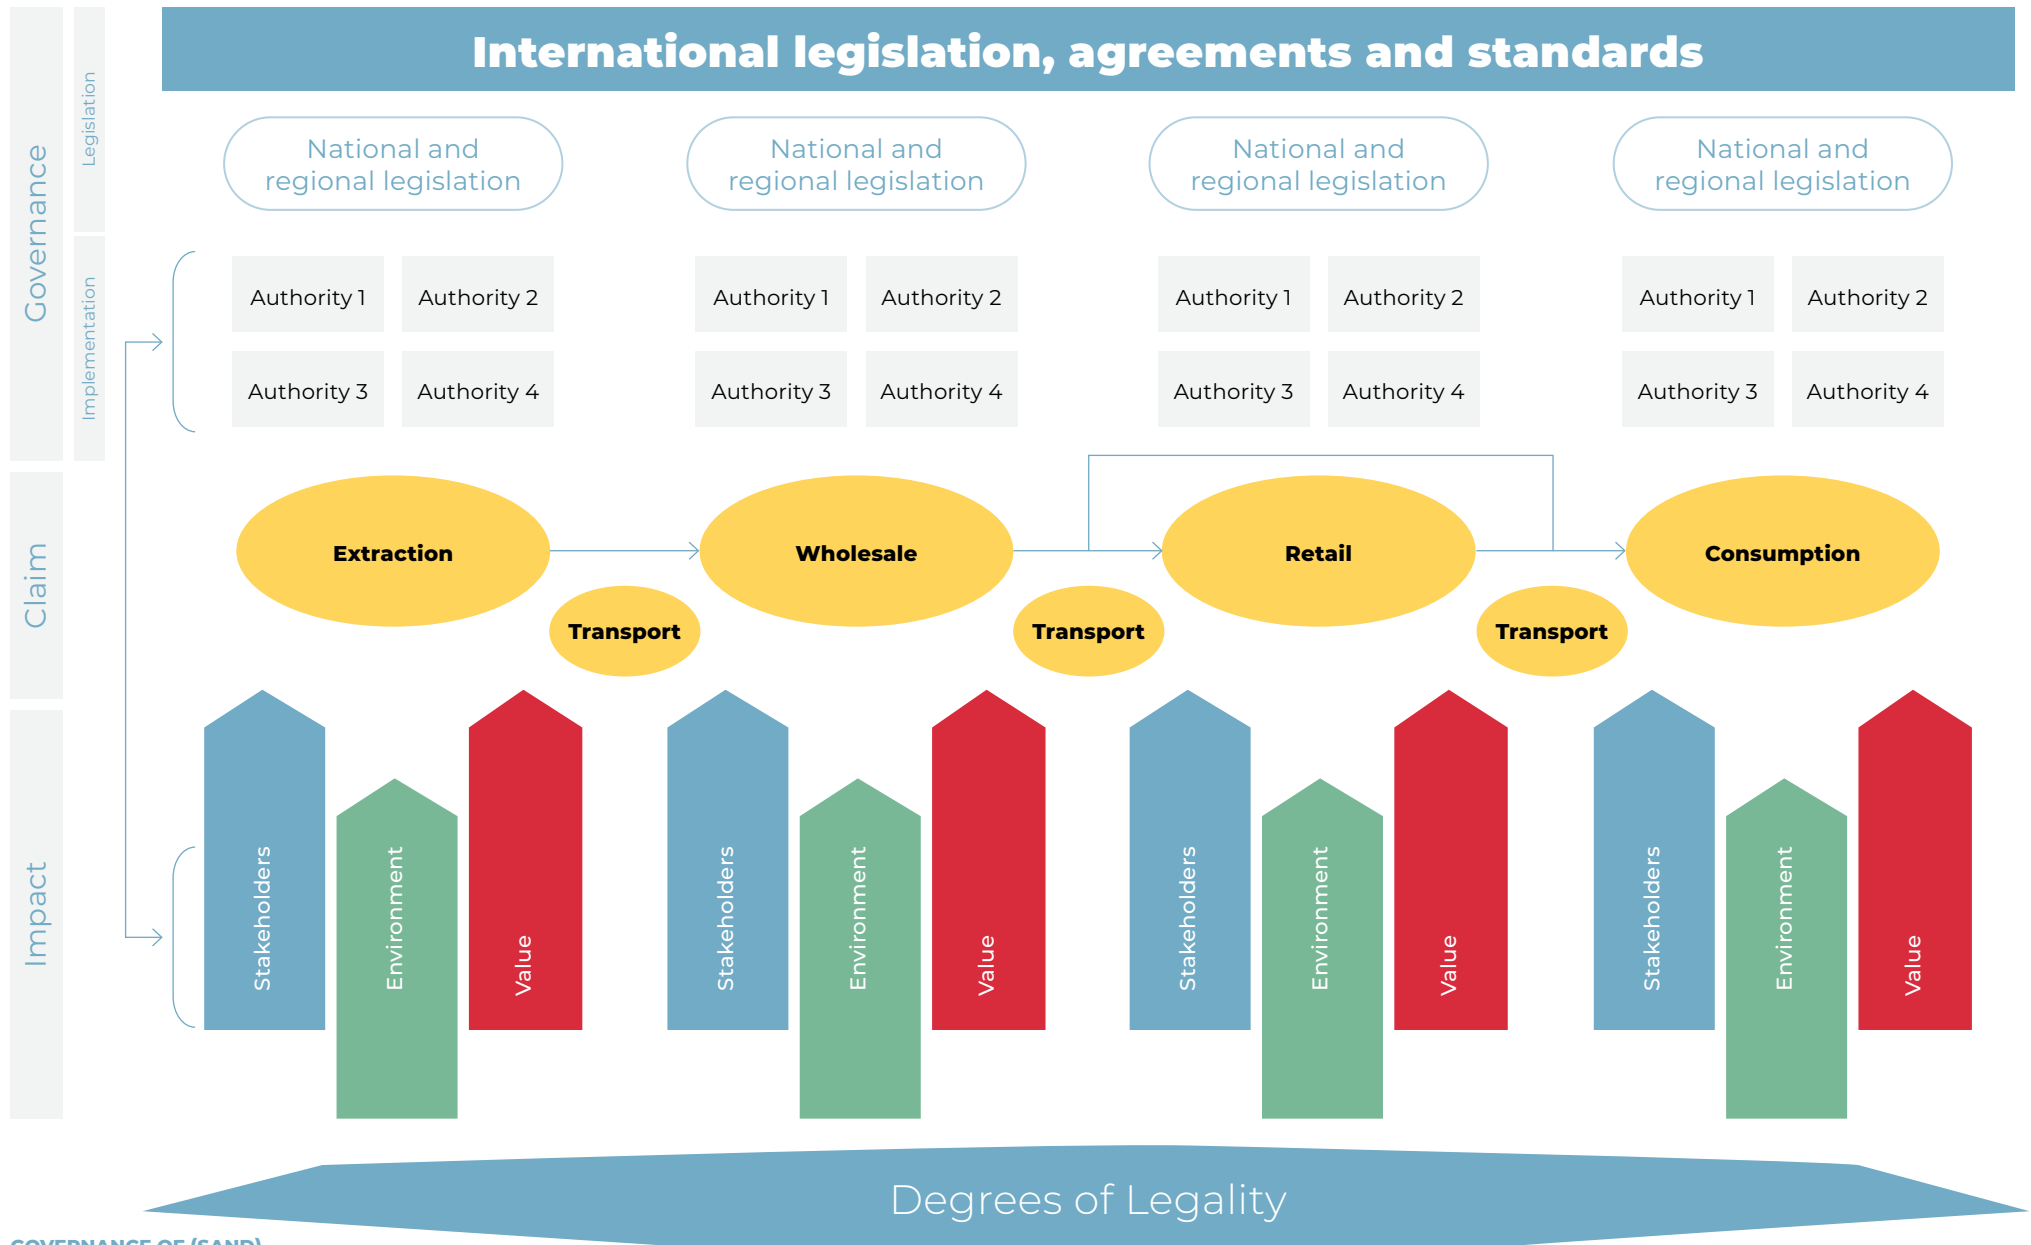 International legislation, agreements and standards
Governance
Legislation
Implementation
National and
regional legislation
National and
regional legislation
National and
regional legislation
National and
regional legislation
Authority 1
Authority 2
Authority 1
Authority 2
Authority 1
Authority 2
Authority 1
Authority 2
Authority 3
Authority 4
Authority 3
Authority 4
Authority 3
Authority 4
Authority 3
Authority 4
Claim
Extraction
Wholesale
Retail
Consumption
Transport
Transport
Transport
Impact
Stakeholders
Environment
Value
Stakeholders
Environment
Value
Stakeholders
Environment
Value
Stakeholders
Environment
Value
Degrees of Legality
GOVERNANCE OF (SAND)